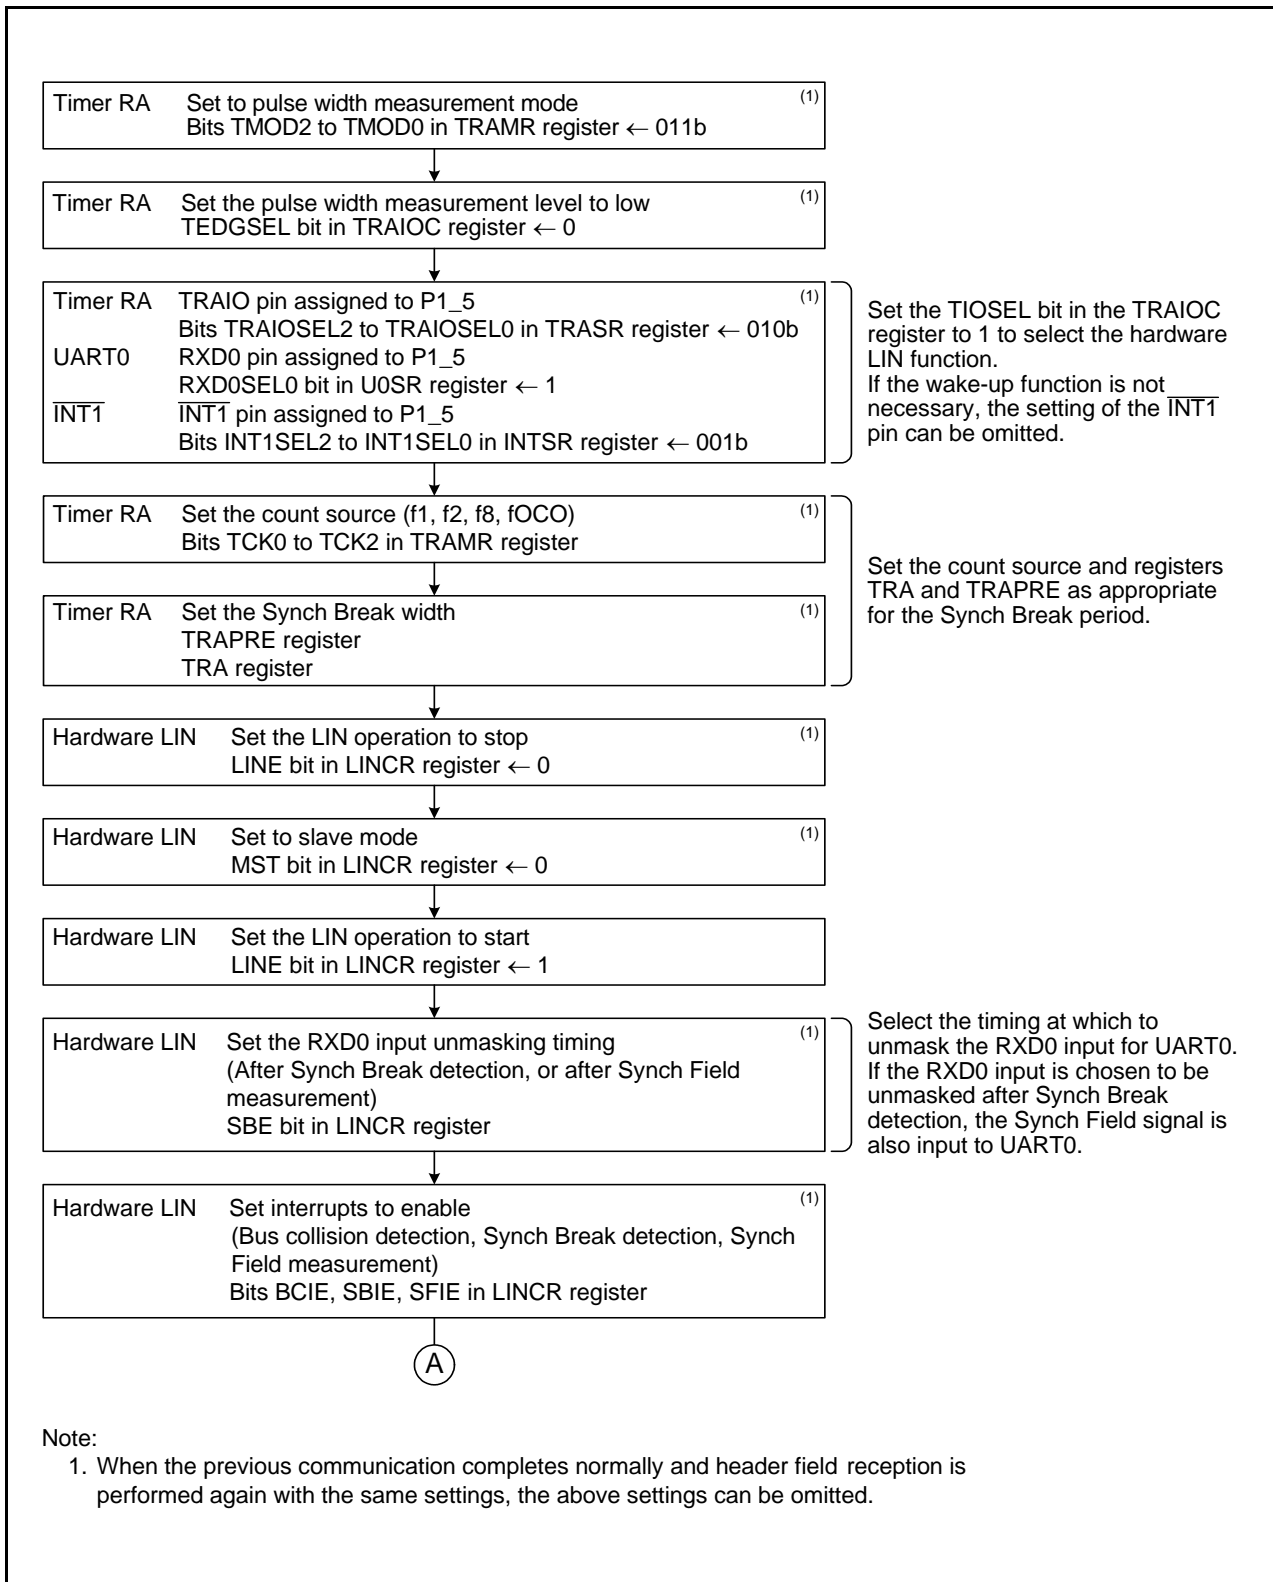 Timer RA Set to pulse width measurement mode (1)
Bits TMOD2 to TMOD0 in TRAMR register ← 011b
Timer RA Set the pulse width measurement level to low (1)
TEDGSEL bit in TRAIOC register ← 0
Timer RA TRAIO pin assigned to P1_5 (1)
Bits TRAIOSEL2 to TRAIOSEL0 in TRASR register ← 010b
UART0 RXD0 pin assigned to P1_5
RXD0SEL0 bit in U0SR register ← 1
INT1 INT1 pin assigned to P1_5
Bits INT1SEL2 to INT1SEL0 in INTSR register ← 001b
Set the TIOSEL bit in the TRAIOC
register to 1 to select the hardware
LIN function.
If the wake-up function is not
necessary, the setting of the INT1
pin can be omitted.
Timer RA Set the count source (f1, f2, f8, fOCO) (1)
Bits TCK0 to TCK2 in TRAMR register
Timer RA Set the Synch Break width (1)
TRAPRE register
TRA register
Set the count source and registers
TRA and TRAPRE as appropriate
for the Synch Break period.
Hardware LIN Set the LIN operation to stop (1)
LINE bit in LINCR register ← 0
Hardware LIN Set to slave mode (1)
MST bit in LINCR register ← 0
Hardware LIN Set the LIN operation to start
LINE bit in LINCR register ← 1
Hardware LIN Set the RXD0 input unmasking timing (1)
(After Synch Break detection, or after Synch Field
measurement)
SBE bit in LINCR register
Select the timing at which to
unmask the RXD0 input for UART0.
If the RXD0 input is chosen to be
unmasked after Synch Break
detection, the Synch Field signal is
also input to UART0.
Hardware LIN Set interrupts to enable (1)
(Bus collision detection, Synch Break detection, Synch
Field measurement)
Bits BCIE, SBIE, SFIE in LINCR register
A
Note:
1. When the previous communication completes normally and header field reception is
performed again with the same settings, the above settings can be omitted.